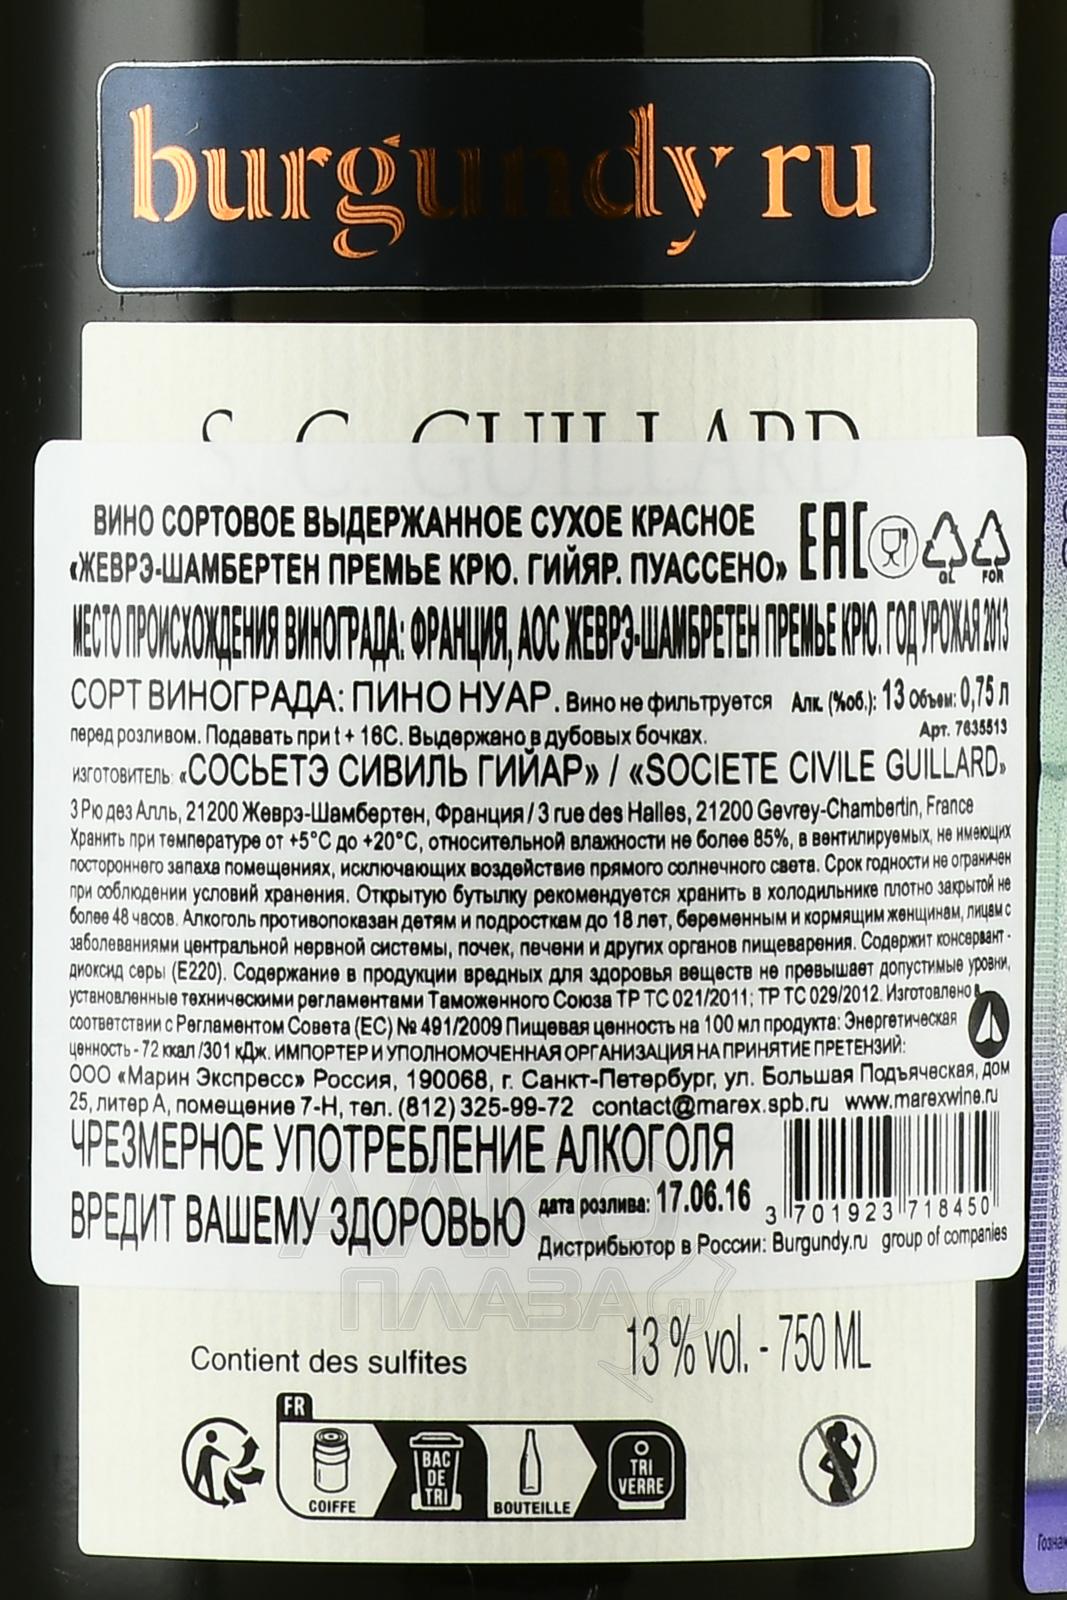 burgundy ru
S. C. GUILLARD
ВИНО СОРТОВОЕ ВЫДЕРЖАННОЕ СУХОЕ КРАСНОЕ
«ЖЕВРЭ-ШАМБЕРТЕН ПРЕМЬЕ КРЮ. ГИЙЯР. ПУАССЕНО»
EAC
GL FOR
МЕСТО ПРОИСХОЖДЕНИЯ ВИНОГРАДА: ФРАНЦИЯ, АОС ЖЕВРЭ-ШАМБРЕТЕН ПРЕМЬЕ КРЮ. ГОД УРОЖАЯ 2013
СОРТ ВИНОГРАДА: ПИНО НУАР. Вино не фильтруется Алк. (%об.): 13 Объем: 0,75 л
перед розливом. Подавать при t + 16С. Выдержано в дубовых бочках. Арт. 7635513
ИЗГОТОВИТЕЛЬ: «СОСЬЕТЭ СИВИЛЬ ГИЙАР» / «SOCIETE CIVILE GUILLARD»
3 Рю дез Алль, 21200 Жеврэ-Шамбертен, Франция / 3 rue des Halles, 21200 Gevrey-Chambertin, France
Хранить при температуре от +5°С до +20°С, относительной влажности не более 85%, в вентилируемых, не имеющих
постороннего запаха помещениях, исключающих воздействие прямого солнечного света. Срок годности не ограничен
при соблюдении условий хранения. Открытую бутылку рекомендуется хранить в холодильнике плотно закрытой не
более 48 часов. Алкоголь противопоказан детям и подросткам до 18 лет, беременным и кормящим женщинам, лицам с
заболеваниями центральной нервной системы, почек, печени и других органов пищеварения. Содержит консервант -
диоксид серы (Е220). Содержание в продукции вредных для здоровья веществ не превышает допустимые уровни,
установленные техническими регламентами Таможенного Союза ТР ТС 021/2011; ТР ТС 029/2012. Изготовлено в
соответствии с Регламентом Совета (ЕС) № 491/2009 Пищевая ценность на 100 мл продукта: Энергетическая
ценность - 72 ккал /301 кДж. ИМПОРТЕР И УПОЛНОМОЧЕННАЯ ОРГАНИЗАЦИЯ НА ПРИНЯТИЕ ПРЕТЕНЗИЙ:
ООО «Марин Экспресс» Россия, 190068, г. Санкт-Петербург, ул. Большая Подъяческая, дом
25, литер А, помещение 7-Н, тел. (812) 325-99-72 contact@marex.spb.ru www.marexwine.ru
ЧРЕЗМЕРНОЕ УПОТРЕБЛЕНИЕ АЛКОГОЛЯ
ВРЕДИТ ВАШЕМУ ЗДОРОВЬЮ
дата розлива: 17.06.16
3 701923 718450
Дистрибьютор в России: Burgundy.ru group of companies
АЛКО
ПЛАЗА.ru
Contient des sulfites
13 % vol. - 750 ML
FR
COIFFE
BAC
DE
TRI
BOUTEILLE
TRI
VERRE